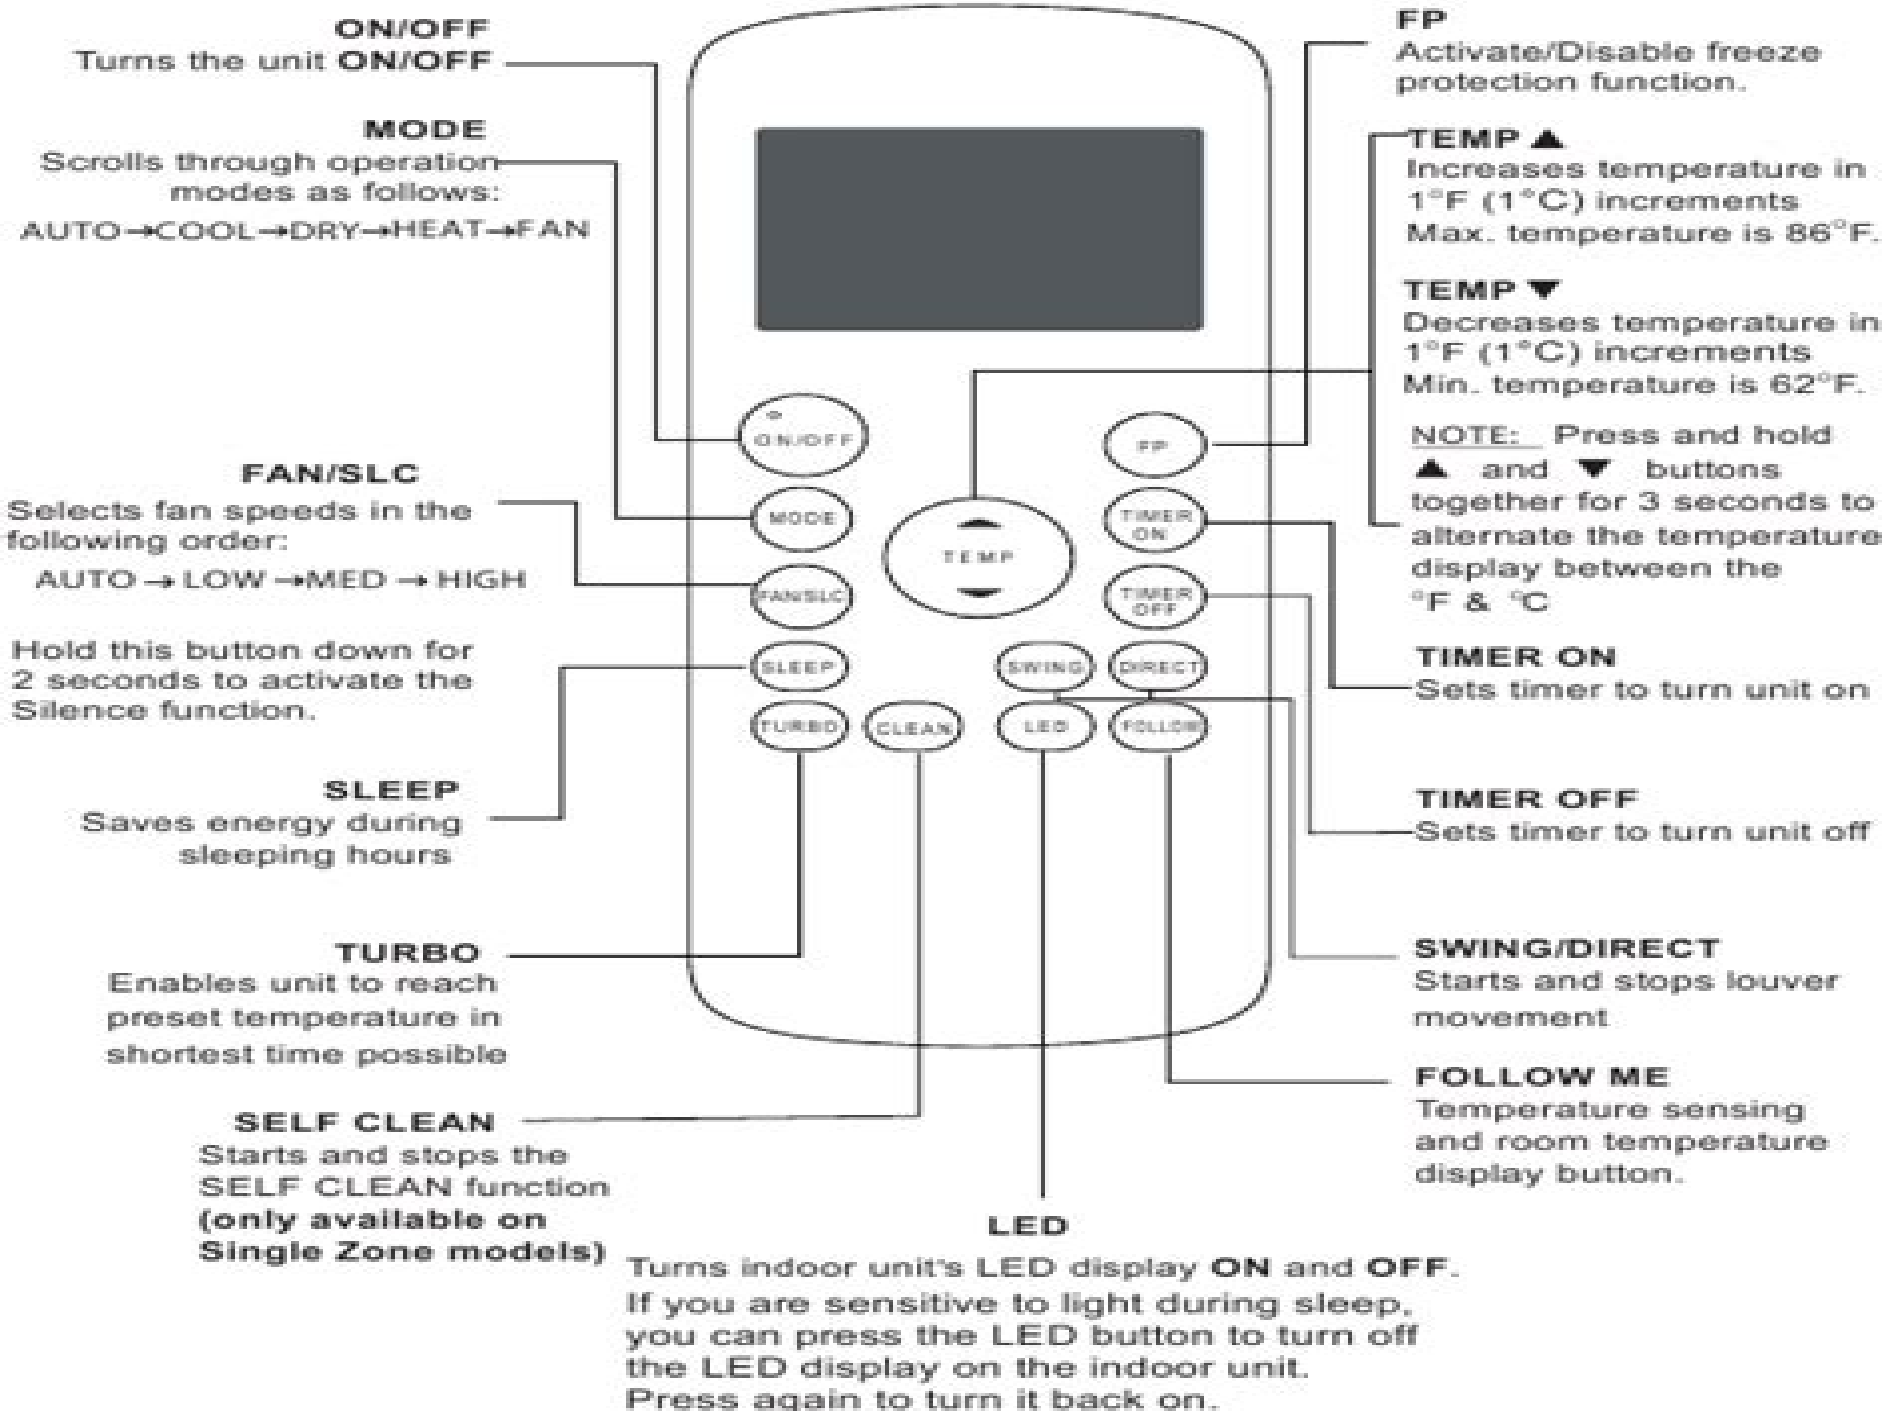 ON/OFF
Turns the unit ON/OFF
MODE
Scrolls through operation
modes as follows:
AUTO→COOL→DRY→HEAT→FAN
FAN/SLC
Selects fan speeds in the
following order:
AUTO → LOW →MED → HIGH
Hold this button down for
2 seconds to activate the
Silence function.
SLEEP
Saves energy during
sleeping hours
TURBO
Enables unit to reach
preset temperature in
shortest time possible
SELF CLEAN
Starts and stops the
SELF CLEAN function
(only available on
Single Zone models)
ON/OFF
MODE
FAN/SLC
SLEEP
TURBO
CLEAN
TEMP
FP
TIMER
ON
TIMER
OFF
SWING
DIRECT
LED
FOLLOW
FP
Activate/Disable freeze
protection function.
TEMP ▲
Increases temperature in
1°F (1°C) increments
Max. temperature is 86°F.
TEMP ▼
Decreases temperature in
1°F (1°C) increments
Min. temperature is 62°F.
NOTE: Press and hold
▲ and ▼ buttons
together for 3 seconds to
alternate the temperature
display between the
°F & °C
TIMER ON
Sets timer to turn unit on
TIMER OFF
Sets timer to turn unit off
SWING/DIRECT
Starts and stops louver
movement
FOLLOW ME
Temperature sensing
and room temperature
display button.
LED
Turns indoor unit's LED display ON and OFF.
If you are sensitive to light during sleep,
you can press the LED button to turn off
the LED display on the indoor unit.
Press again to turn it back on.